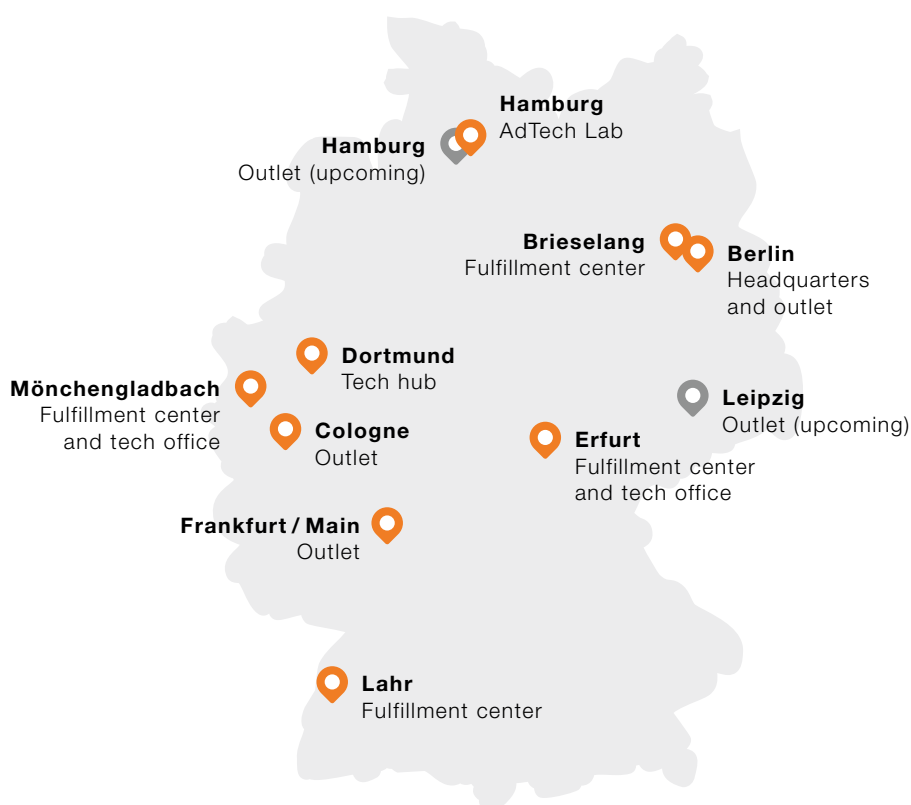 Hamburg
AdTech Lab
Hamburg
Outlet (upcoming)
Brieselang
Fulfillment center
Berlin
Headquarters
and outlet
Dortmund
Tech hub
Mönchengladbach
Fulfillment center
and tech office
Leipzig
Outlet (upcoming)
Cologne
Outlet
Erfurt
Fulfillment center
and tech office
Frankfurt / Main
Outlet
Lahr
Fulfillment center